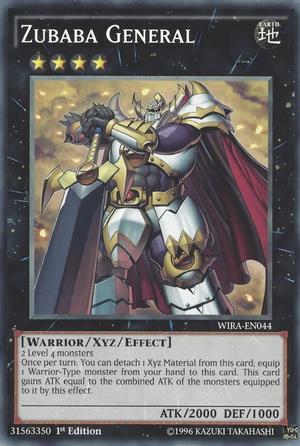 ZUBABA GENERAL
EARTH
地
WIRA-EN044
[WARRIOR/XYZ/EFFECT]
2 Level 4 monsters
Once per turn: You can detach 1 Xyz Material from this card; equip
1 Warrior-Type monster from your hand to this card. This card
gains ATK equal to the combined ATK of the monsters equipped
to it by this effect.
ATK/2000 DEF/1000
31563350 1st Edition ©1996 KAZUKI TAKAHASHI